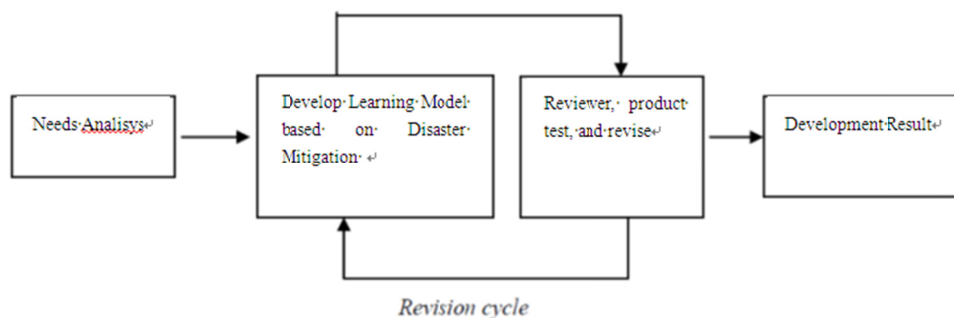 Needs Analisys
Develop Learning Model
based on Disaster
Mitigation
Reviewer, product
test, and revise
Development Result
Revision cycle